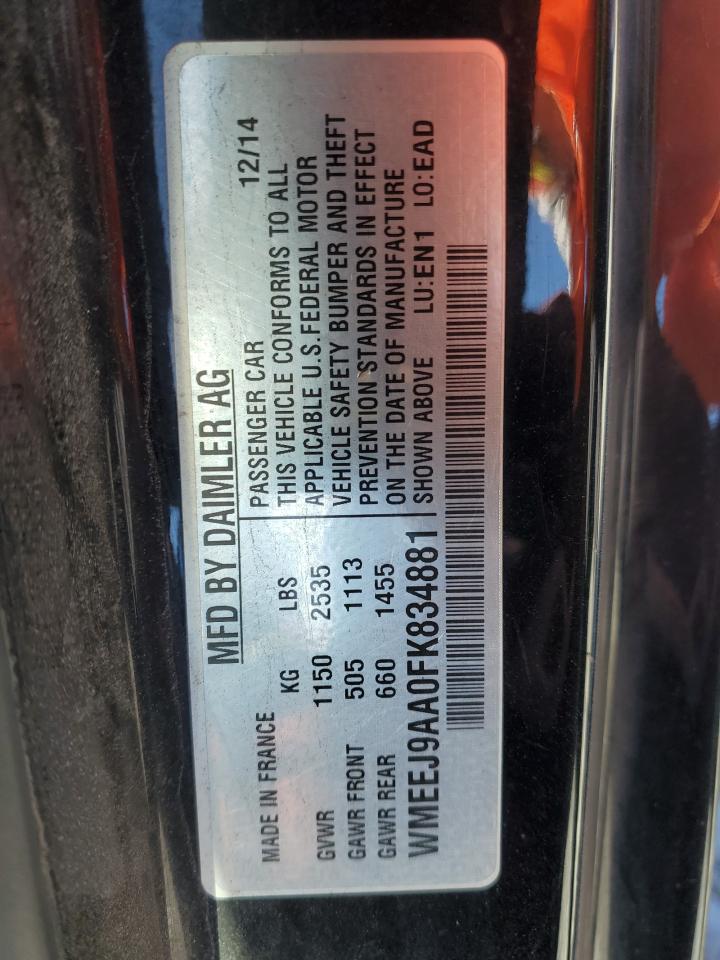 MFD BY DAIMLER AG
MADE IN FRANCE
KG LBS
GVWR 1150 2535
GAWR FRONT 505 1113
GAWR REAR 660 1455
PASSENGER CAR 12/14
THIS VEHICLE CONFORMS TO ALL
APPLICABLE U.S.FEDERAL MOTOR
VEHICLE SAFETY BUMPER AND THEFT
PREVENTION STANDARDS IN EFFECT
ON THE DATE OF MANUFACTURE
SHOWN ABOVE LU:EN1 LO:EAD
WMEEJ9AA0FK834881